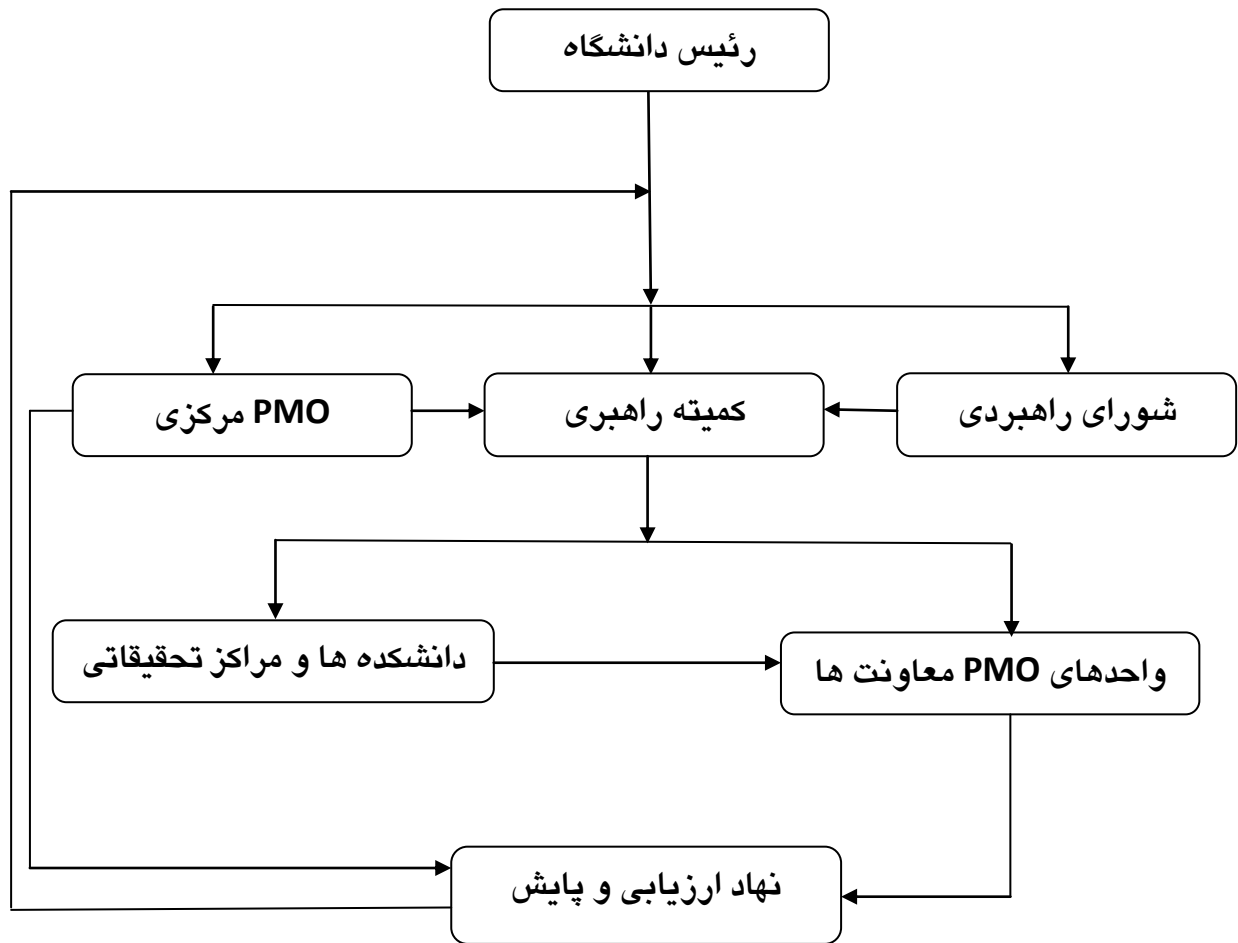 رئیس دانشگاه
شورای راهبردی
کمیته راهبری
PMO مرکزی
واحدهای PMO معاونت ها
دانشکده ها و مراکز تحقیقاتی
نهاد ارزیابی و پایش